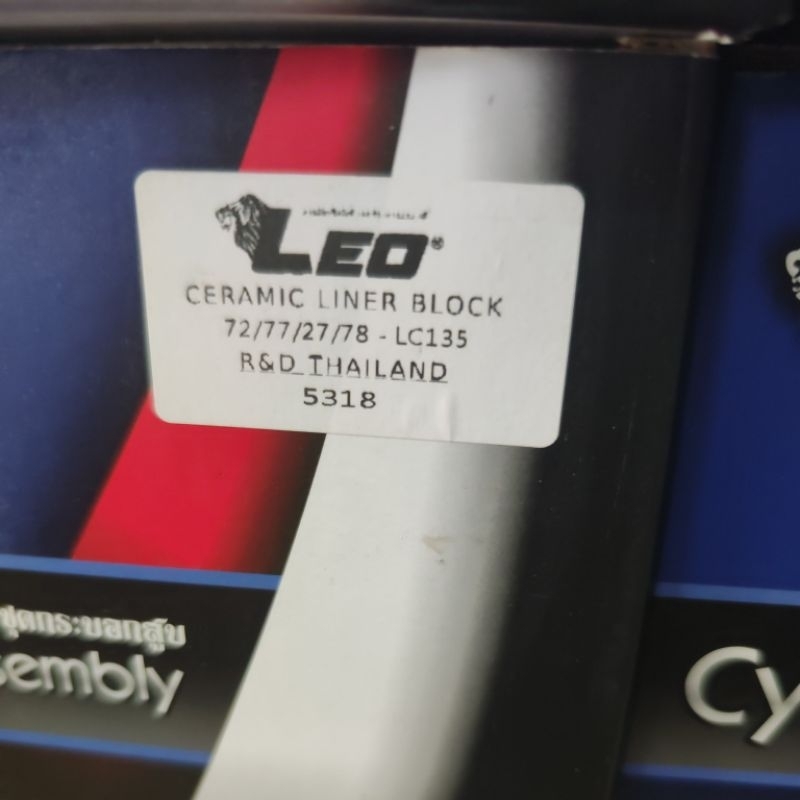 LEO®
CERAMIC LINER BLOCK
72/77/27/78 - LC135
R&D THAILAND
5318
ชุดกระบอกสูบ
sembly
Cy